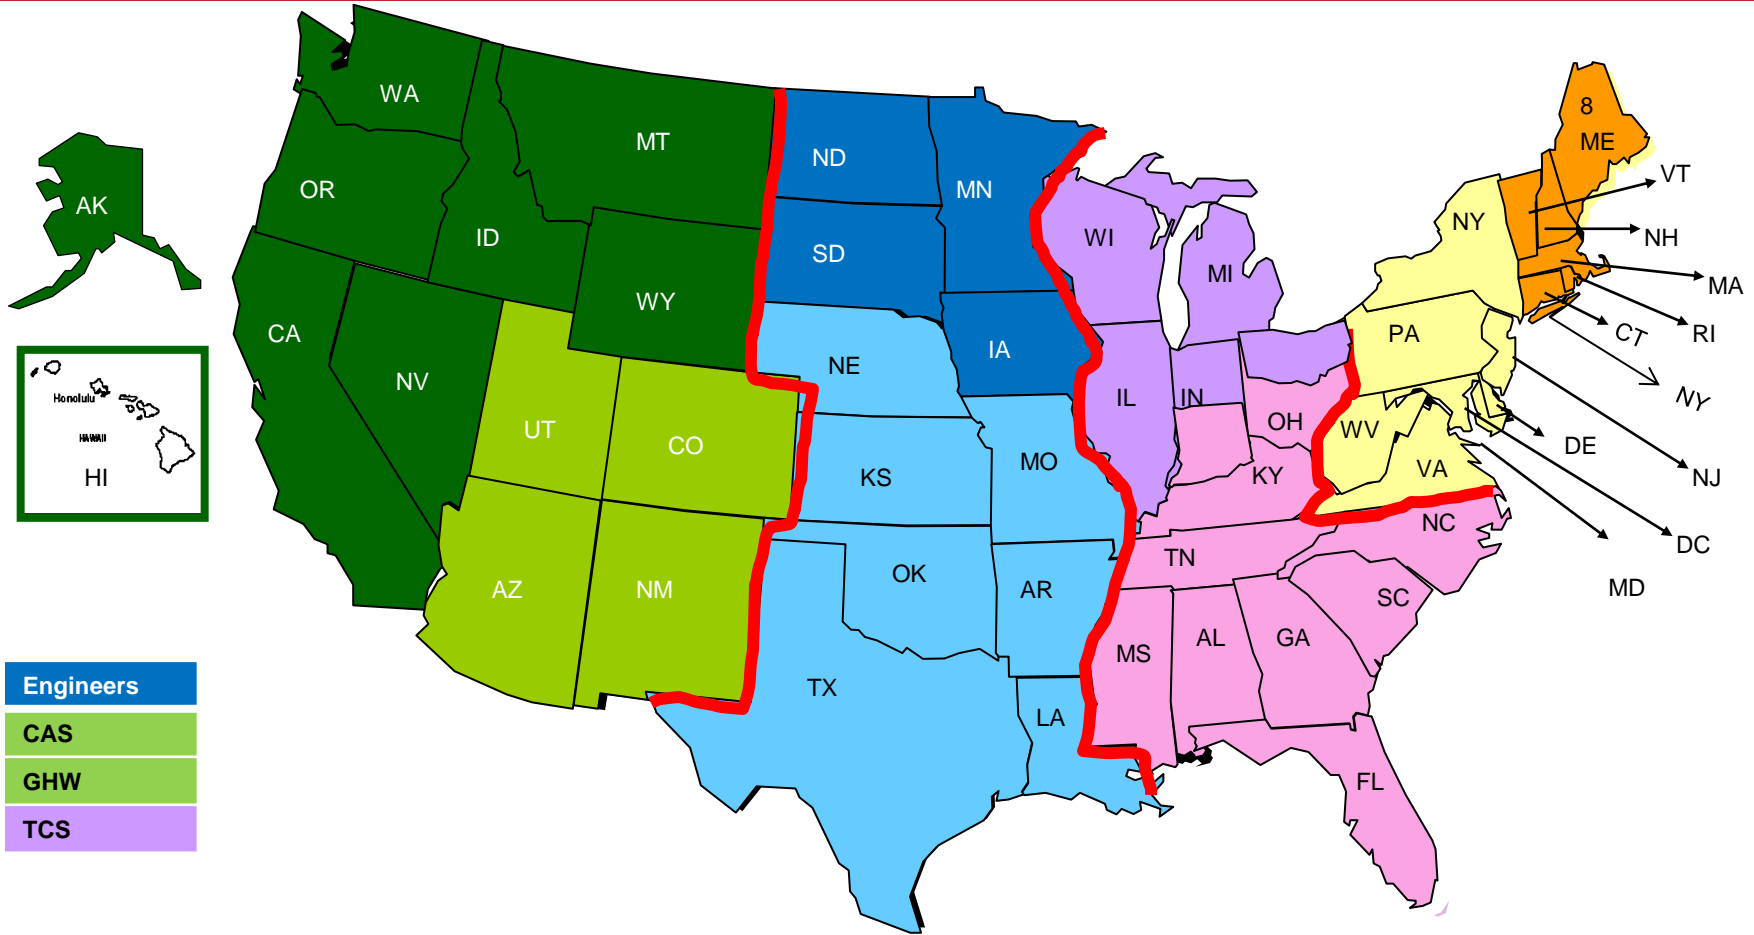 WA
MT
ND
MN
8
ME
VT
AK
OR
ID
SD
WI
MI
NY
NH
MA
WY
CA
NV
NE
IA
IL
IN
OH
PA
CT
RI
NY
Honolulu
HAWAII
HI
UT
CO
KS
MO
KY
WV
VA
DE
NJ
NC
DC
MD
AZ
NM
OK
AR
TN
SC
MS
AL
GA
TX
LA
FL
Engineers
CAS
GHW
TCS